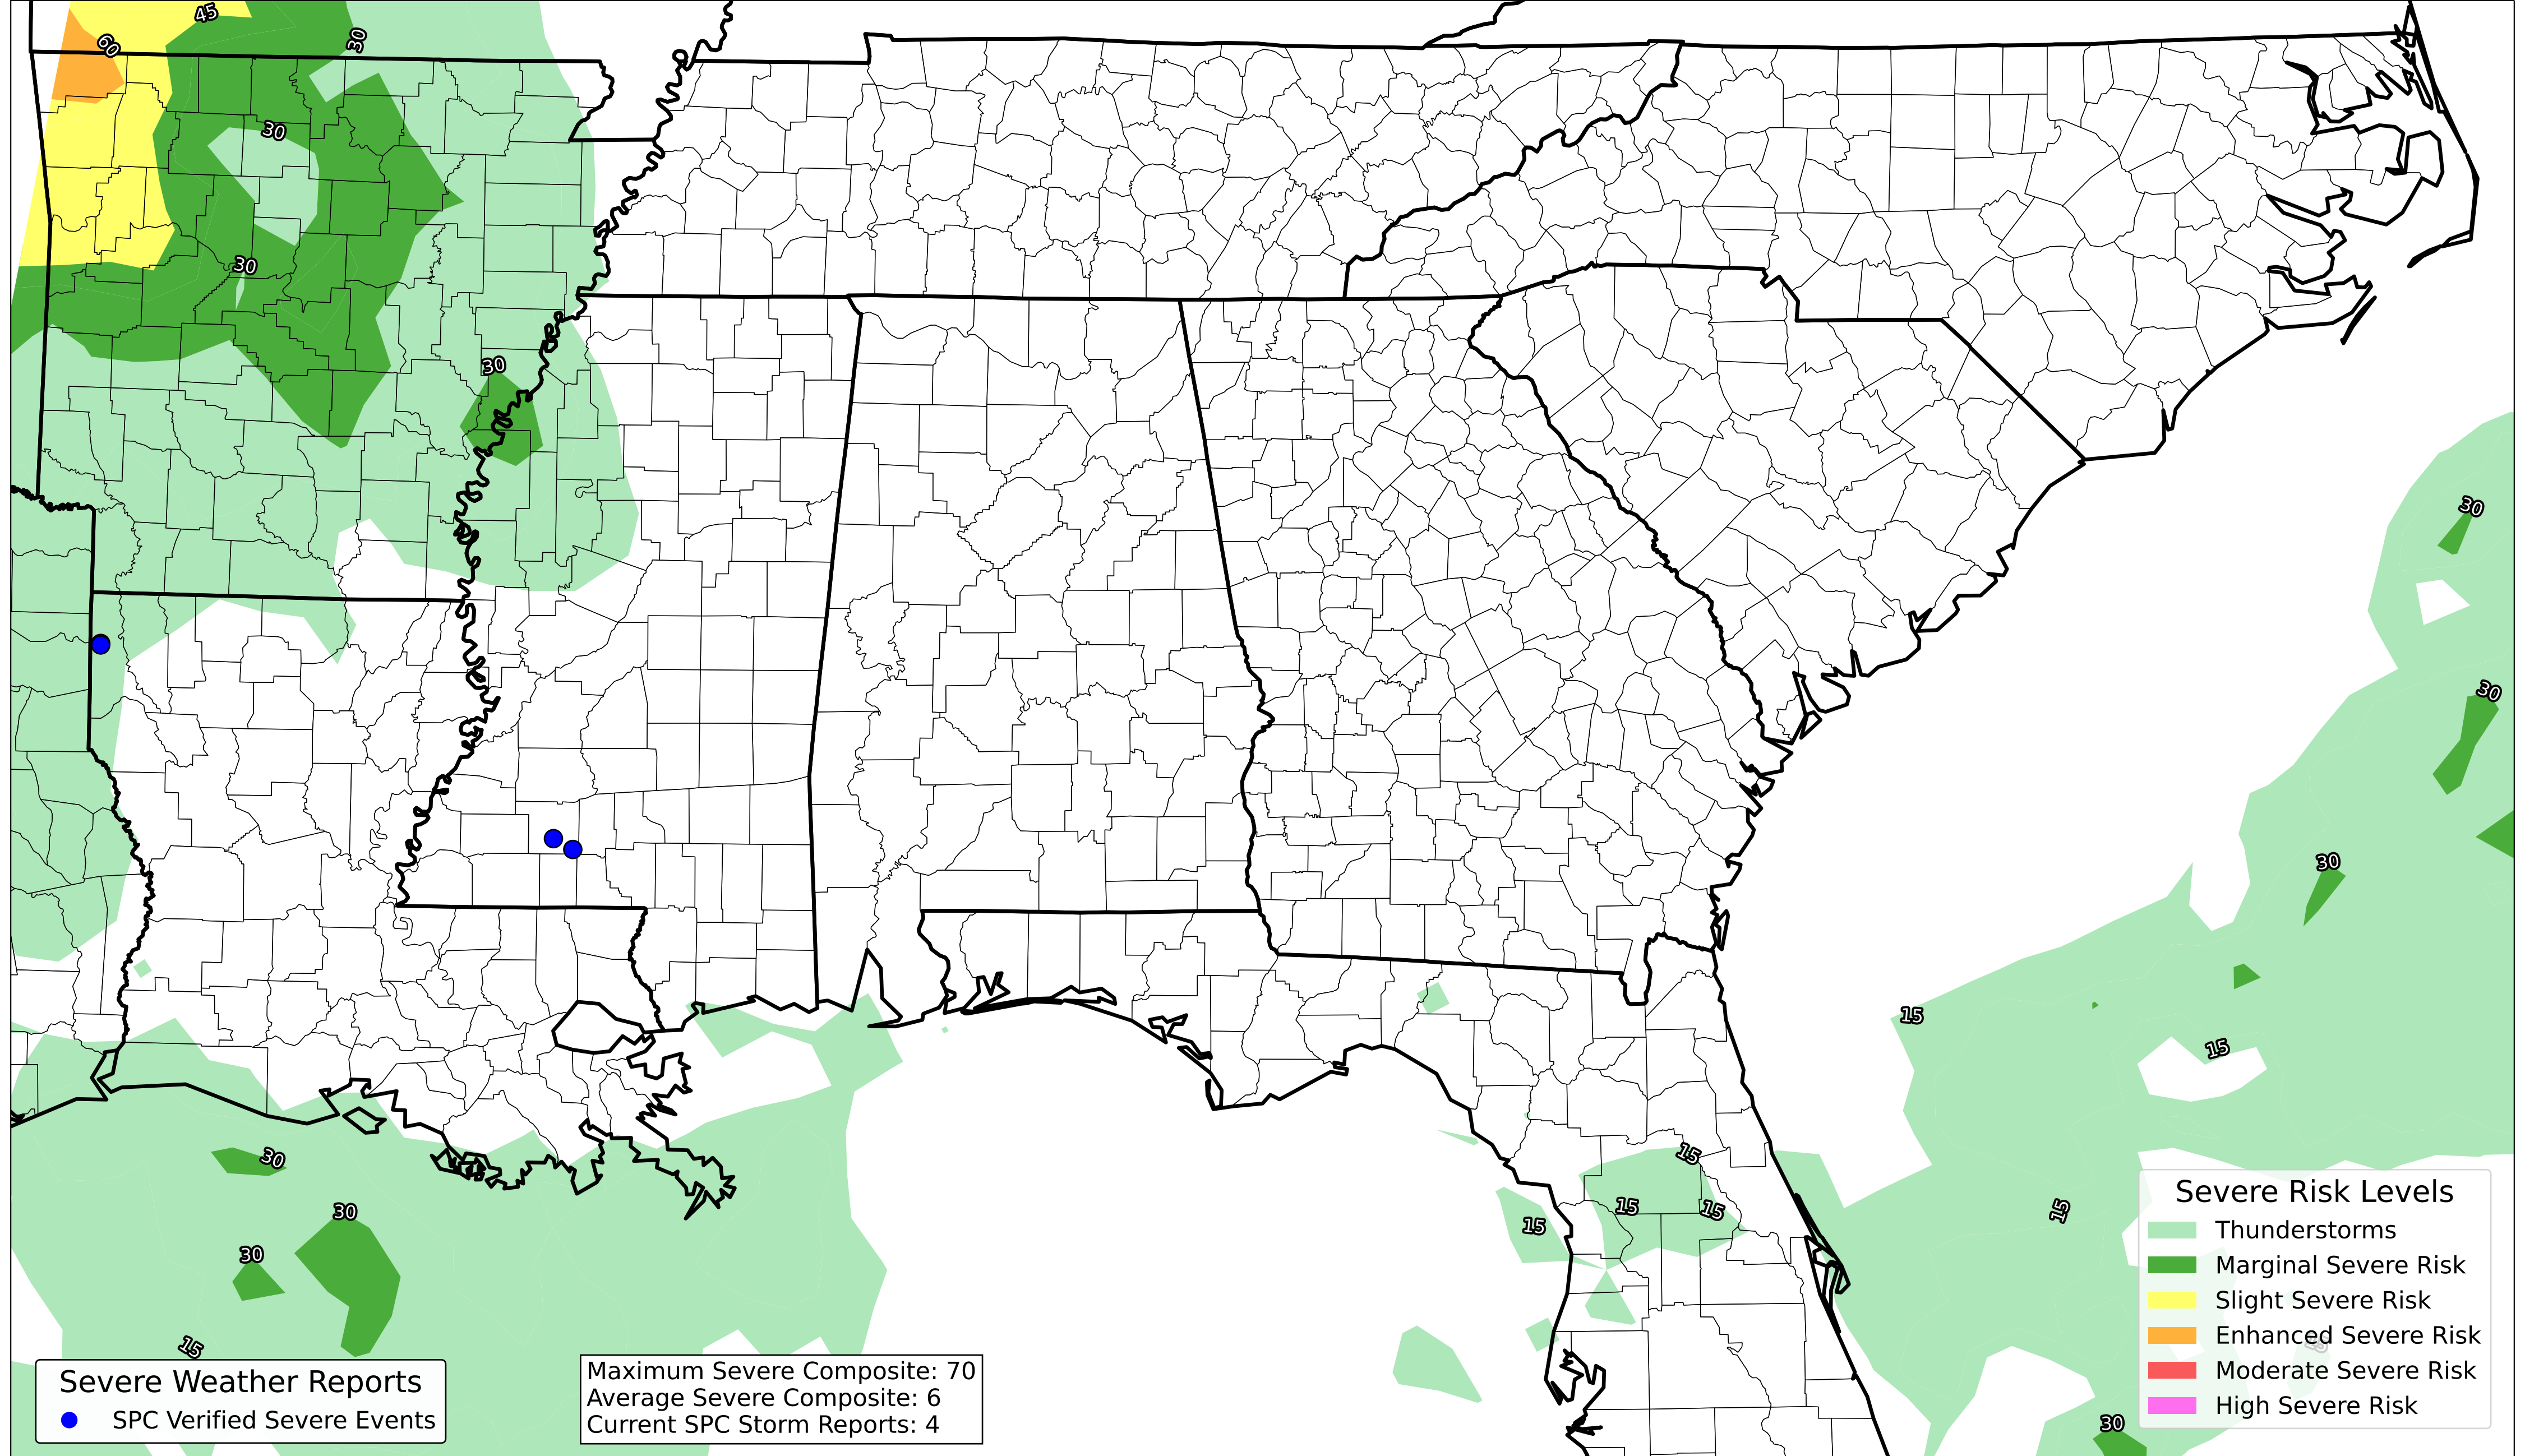 45
60
30
30
30
30
30
30
30
15
15
30
15
30
15
15
15
15
30
30
15
Severe Risk Levels
Thunderstorms
Marginal Severe Risk
Slight Severe Risk
Enhanced Severe Risk
Moderate Severe Risk
High Severe Risk
30
Severe Weather Reports
SPC Verified Severe Events
Maximum Severe Composite: 70
Average Severe Composite: 6
Current SPC Storm Reports: 4